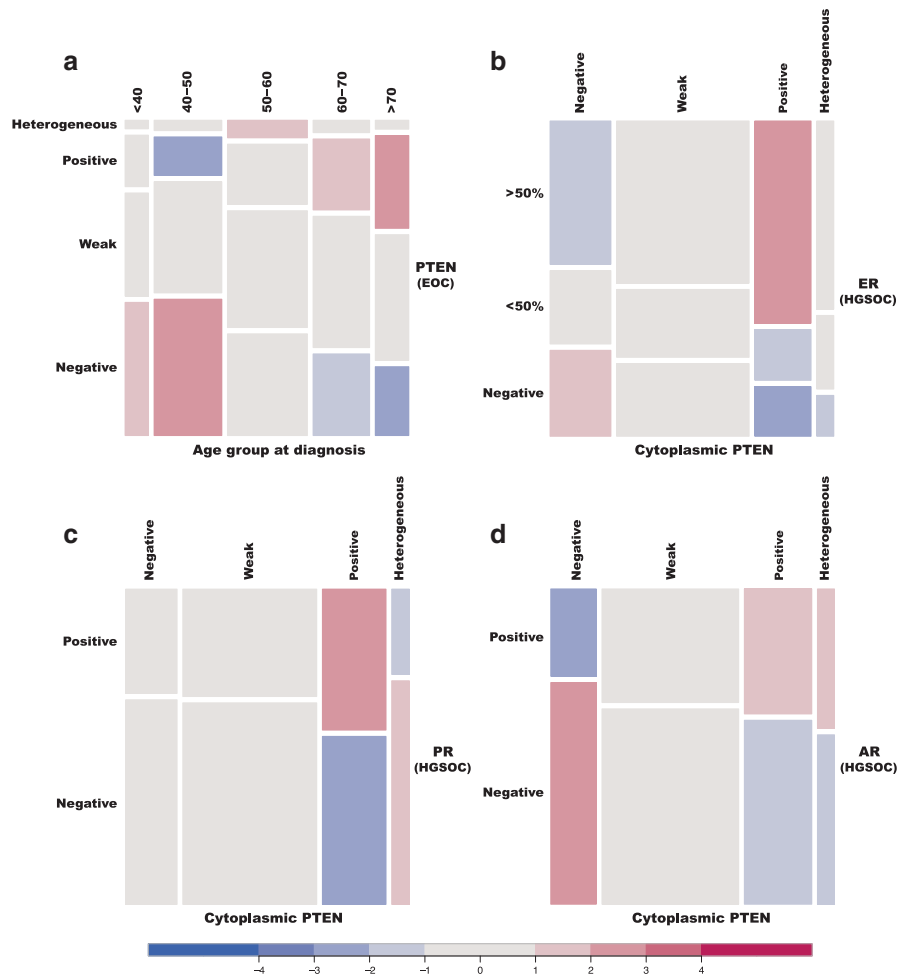 a
<40
40–50
50–60
60–70
>70
Heterogeneous
Positive
Weak
Negative
PTEN
(EOC)
Age group at diagnosis
b
Negative
Weak
Positive
Heterogeneous
>50%
<50%
Negative
ER
(HGSOC)
Cytoplasmic PTEN
c
Negative
Weak
Positive
Heterogeneous
Positive
Negative
PR
(HGSOC)
Cytoplasmic PTEN
d
Negative
Weak
Positive
Heterogeneous
Positive
Negative
AR
(HGSOC)
Cytoplasmic PTEN
–4 –3 –2 –1 0 1 2 3 4